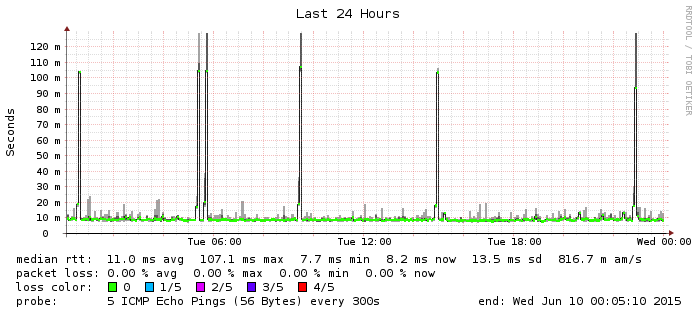 Last 24 Hours
RRDTOOL / TOBI OETIKER
Seconds
120 m
110 m
100 m
90 m
80 m
70 m
60 m
50 m
40 m
30 m
20 m
10 m
0
Tue 06:00 Tue 12:00 Tue 18:00 Wed 00:00
median rtt: 11.0 ms avg 107.1 ms max 7.7 ms min 8.2 ms now 13.5 ms sd 816.7 m am/s
packet loss: 0.00 % avg 0.00 % max 0.00 % min 0.00 % now
loss color: 0 1/5 2/5 3/5 4/5
probe: 5 ICMP Echo Pings (56 Bytes) every 300s end: Wed Jun 10 00:05:10 2015